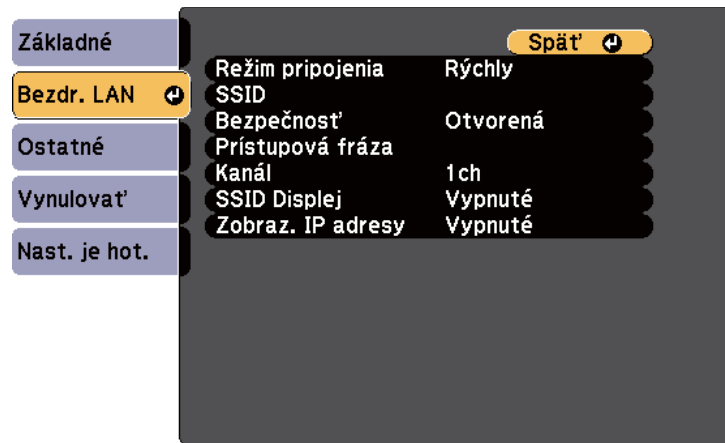 Základné
Bezdr. LAN
Ostatné
Vynulovať
Nast. je hot.
Späť
Režim pripojenia Rýchly
SSID
Bezpečnosť Otvorená
Prístupová fráza
Kanál 1ch
SSID Displej Vypnuté
Zobraz. IP adresy Vypnuté